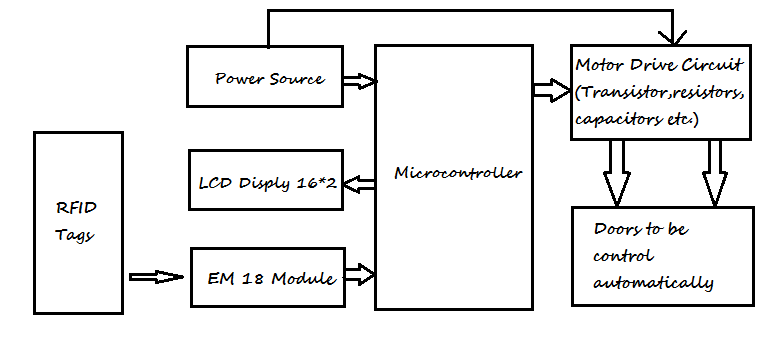 Power Source
Motor Drive Circuit
(Transistor,resistors,
capacitors etc.)
LCD Disply 16*2
Microcontroller
RFID
Tags
EM 18 Module
Doors to be
control
automatically